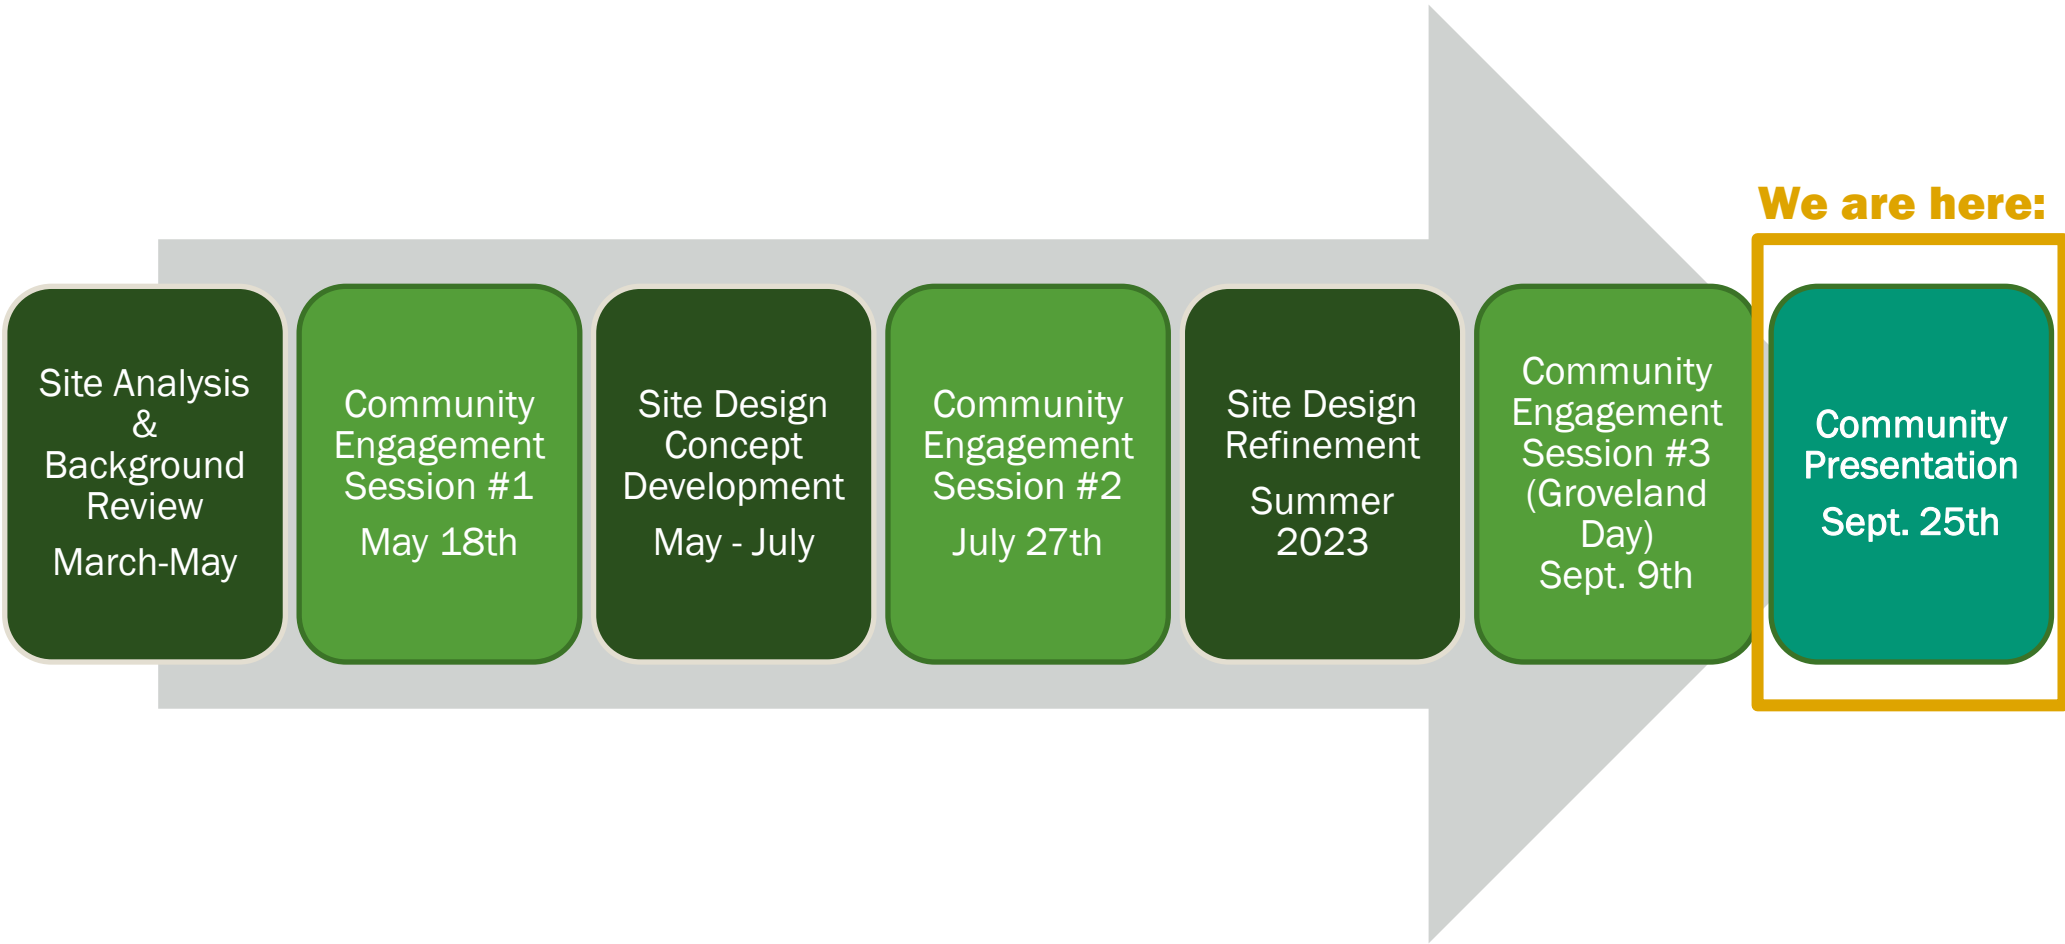 We are here:
Site Analysis
&
Background
Review
March-May
Community
Engagement
Session #1
May 18th
Site Design
Concept
Development
May - July
Community
Engagement
Session #2
July 27th
Site Design
Refinement
Summer
2023
Community
Engagement
Session #3
(Groveland
Day)
Sept. 9th
Community
Presentation
Sept. 25th